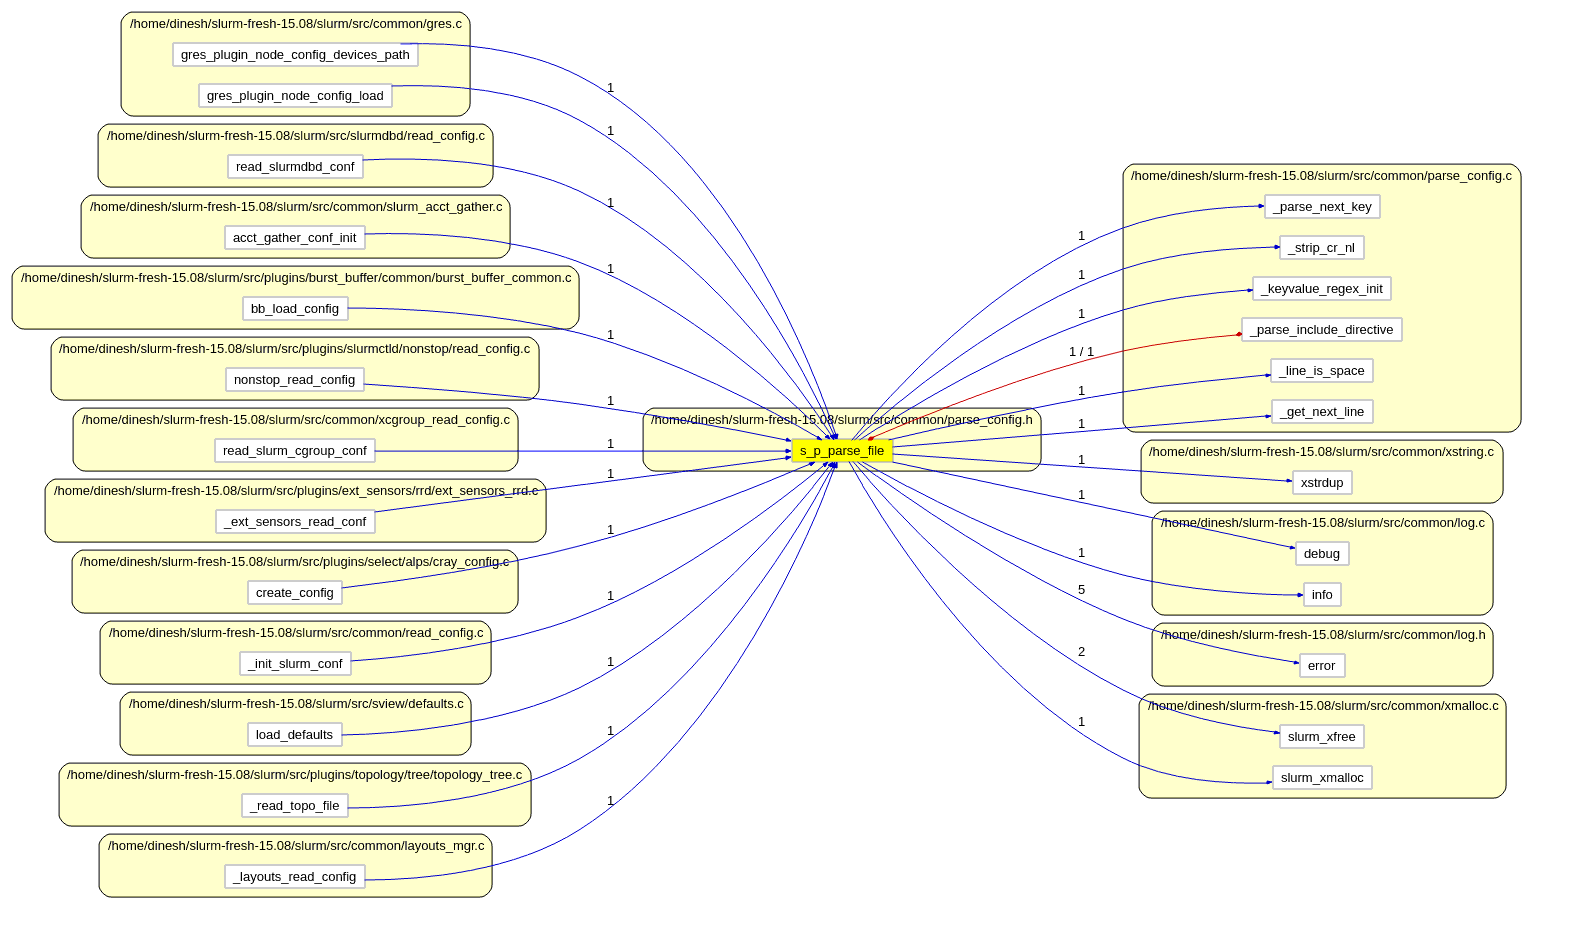 /home/dinesh/slurm-fresh-15.08/slurm/src/common/gres.c
gres_plugin_node_config_devices_path
gres_plugin_node_config_load
/home/dinesh/slurm-fresh-15.08/slurm/src/slurmdbd/read_config.c
read_slurmdbd_conf
/home/dinesh/slurm-fresh-15.08/slurm/src/common/slurm_acct_gather.c
acct_gather_conf_init
/home/dinesh/slurm-fresh-15.08/slurm/src/plugins/burst_buffer/common/burst_buffer_common.c
bb_load_config
/home/dinesh/slurm-fresh-15.08/slurm/src/plugins/slurmctld/nonstop/read_config.c
nonstop_read_config
/home/dinesh/slurm-fresh-15.08/slurm/src/common/xcgroup_read_config.c
read_slurm_cgroup_conf
/home/dinesh/slurm-fresh-15.08/slurm/src/plugins/ext_sensors/rrd/ext_sensors_rrd.c
_ext_sensors_read_conf
/home/dinesh/slurm-fresh-15.08/slurm/src/plugins/select/alps/cray_config.c
create_config
/home/dinesh/slurm-fresh-15.08/slurm/src/common/read_config.c
_init_slurm_conf
/home/dinesh/slurm-fresh-15.08/slurm/src/sview/defaults.c
load_defaults
/home/dinesh/slurm-fresh-15.08/slurm/src/plugins/topology/tree/topology_tree.c
_read_topo_file
/home/dinesh/slurm-fresh-15.08/slurm/src/common/layouts_mgr.c
_layouts_read_config
1
1
1
1
1
1
1
1
1
1
1
1
1
/home/dinesh/slurm-fresh-15.08/slurm/src/common/parse_config.h
s_p_parse_file
1
1
1
1 / 1
1
1
1
1
1
5
2
1
/home/dinesh/slurm-fresh-15.08/slurm/src/common/parse_config.c
_parse_next_key
_strip_cr_nl
_keyvalue_regex_init
_parse_include_directive
_line_is_space
_get_next_line
/home/dinesh/slurm-fresh-15.08/slurm/src/common/xstring.c
xstrdup
/home/dinesh/slurm-fresh-15.08/slurm/src/common/log.c
debug
info
/home/dinesh/slurm-fresh-15.08/slurm/src/common/log.h
error
/home/dinesh/slurm-fresh-15.08/slurm/src/common/xmalloc.c
slurm_xfree
slurm_xmalloc